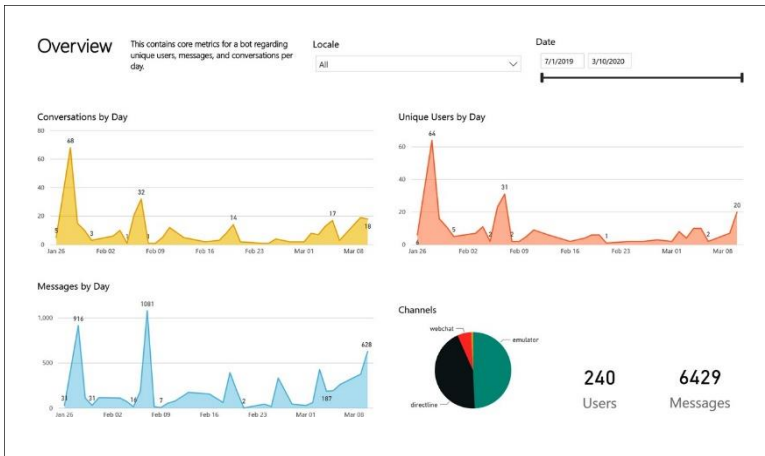 Overview
This contains core metrics for a bot regarding
unique users, messages, and conversations per
day.
Locale
All
Date
7/1/2019 3/10/2020
Conversations by Day
80
60
40
20
0
68
32
14
17
18
5
3
1
1
Jan 26 Feb 02 Feb 09 Feb 16 Feb 23 Mar 01 Mar 08
Unique Users by Day
60
40
20
0
64
31
20
6
5
2
2
1
2
Jan 26 Feb 02 Feb 09 Feb 16 Feb 23 Mar 01 Mar 08
Messages by Day
1,000
500
0
916
1081
628
31
31
16
7
2
187
Jan 26 Feb 02 Feb 09 Feb 16 Feb 23 Mar 01 Mar 08
Channels
webchat
emulator
directline
240
Users
6429
Messages